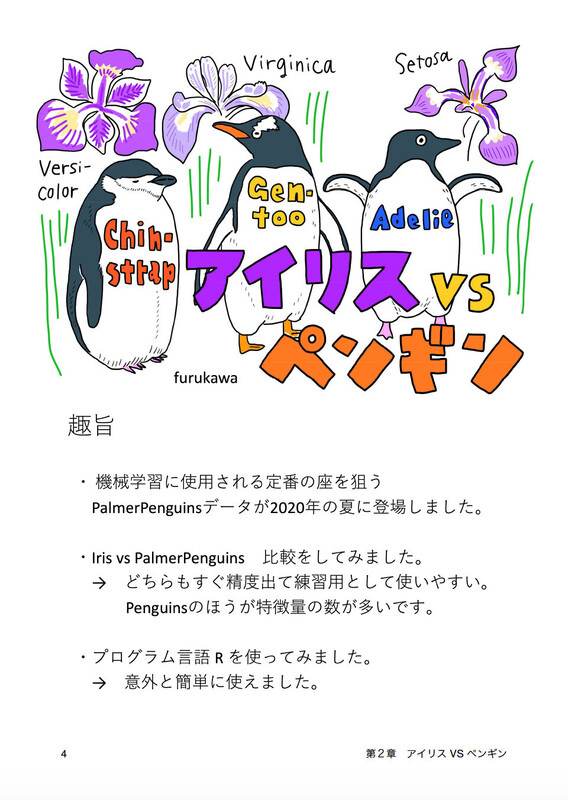 Versi-
color
Virginica
Setosa
Chin-
strap
Gen-
too
Adelie
アイリス vs
ペンギン
furukawa
趣旨
・ 機械学習に使用される定番の座を狙う
PalmerPenguinsデータが2020年の夏に登場しました。
・Iris vs PalmerPenguins 比較をしてみました。
→ どちらもすぐ精度出て練習用として使いやすい。
Penguinsのほうが特徴量の数が多いです。
・プログラム言語 R を使ってみました。
→ 意外と簡単に使えました。
4
第２章 アイリス VS ペンギン